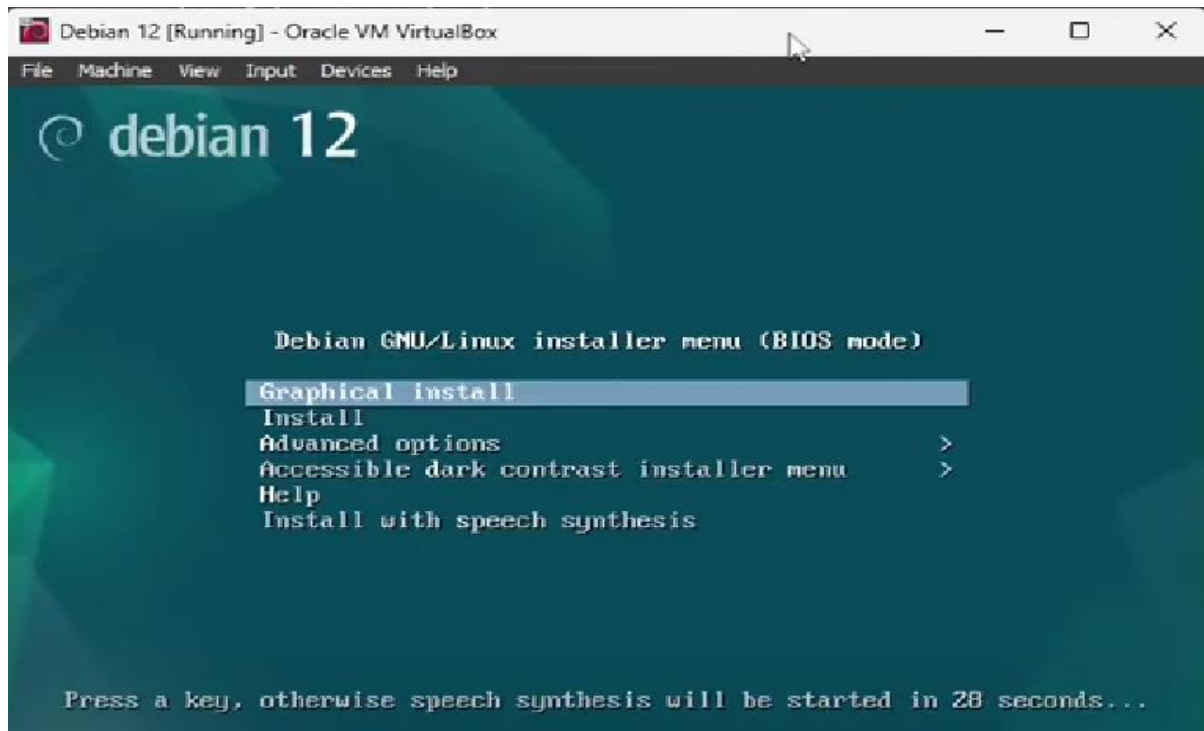 Debian 12 [Running] - Oracle VM VirtualBox
File Machine View Input Devices Help
debian 12
Debian GNU/Linux installer menu (BIOS mode)
Graphical install
Install
Advanced options >
Accessible dark contrast installer menu >
Help
Install with speech synthesis
Press a key, otherwise speech synthesis will be started in 28 seconds...